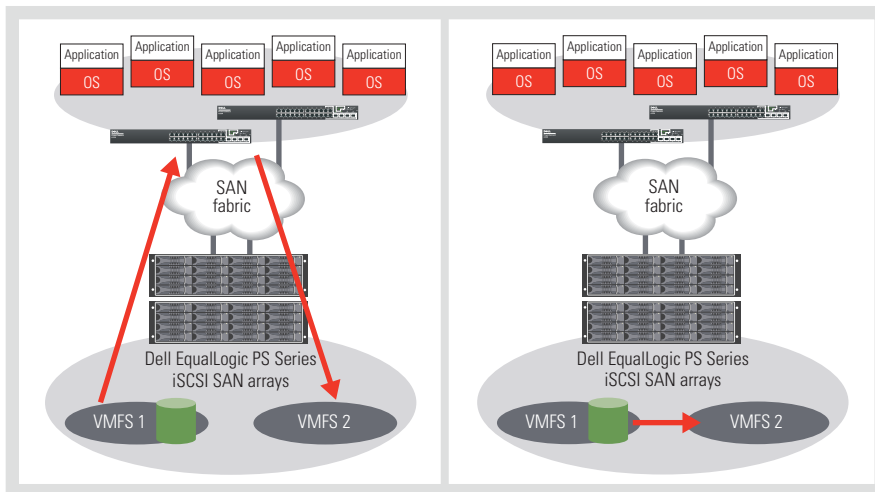 Application
OS
Application
OS
Application
OS
Application
OS
Application
OS
SAN
fabric
Dell EqualLogic PS Series
iSCSI SAN arrays
VMFS 1
VMFS 2
Application
OS
Application
OS
Application
OS
Application
OS
Application
OS
SAN
fabric
Dell EqualLogic PS Series
iSCSI SAN arrays
VMFS 1
VMFS 2